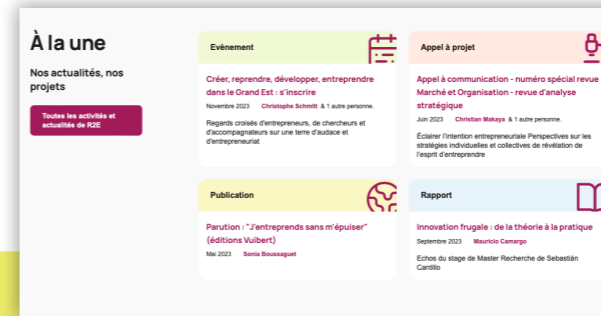 À la une
Nos actualités, nos
projets
Toutes les activités et
actualités de R2E
Evènement
Créer, reprendre, développer, entreprendre
dans le Grand Est : s'inscrire
Novembre 2023 Christophe Schmitt & 1 autre personne.
Regards croisés d'entrepreneurs, de chercheurs et
d'accompagnateurs sur une terre d'audace et
d'entrepreneuriat
Appel à projet
Appel à communication - numéro spécial revue
Marché et Organisation - revue d'analyse
stratégique
Juin 2023 Christian Makaya & 1 autre personne.
Éclairer l'intention entrepreneuriale Perspectives sur les
stratégies individuelles et collectives de révélation de
l'esprit d'entreprendre
Publication
Parution : "J'entreprends sans m'épuiser"
(éditions Vuibert)
Mai 2023 Sonia Boussaguet
Rapport
Innovation frugale : de la théorie à la pratique
Septembre 2023 Mauricio Camargo
Echos du stage de Master Recherche de Sebastián
Cantillo